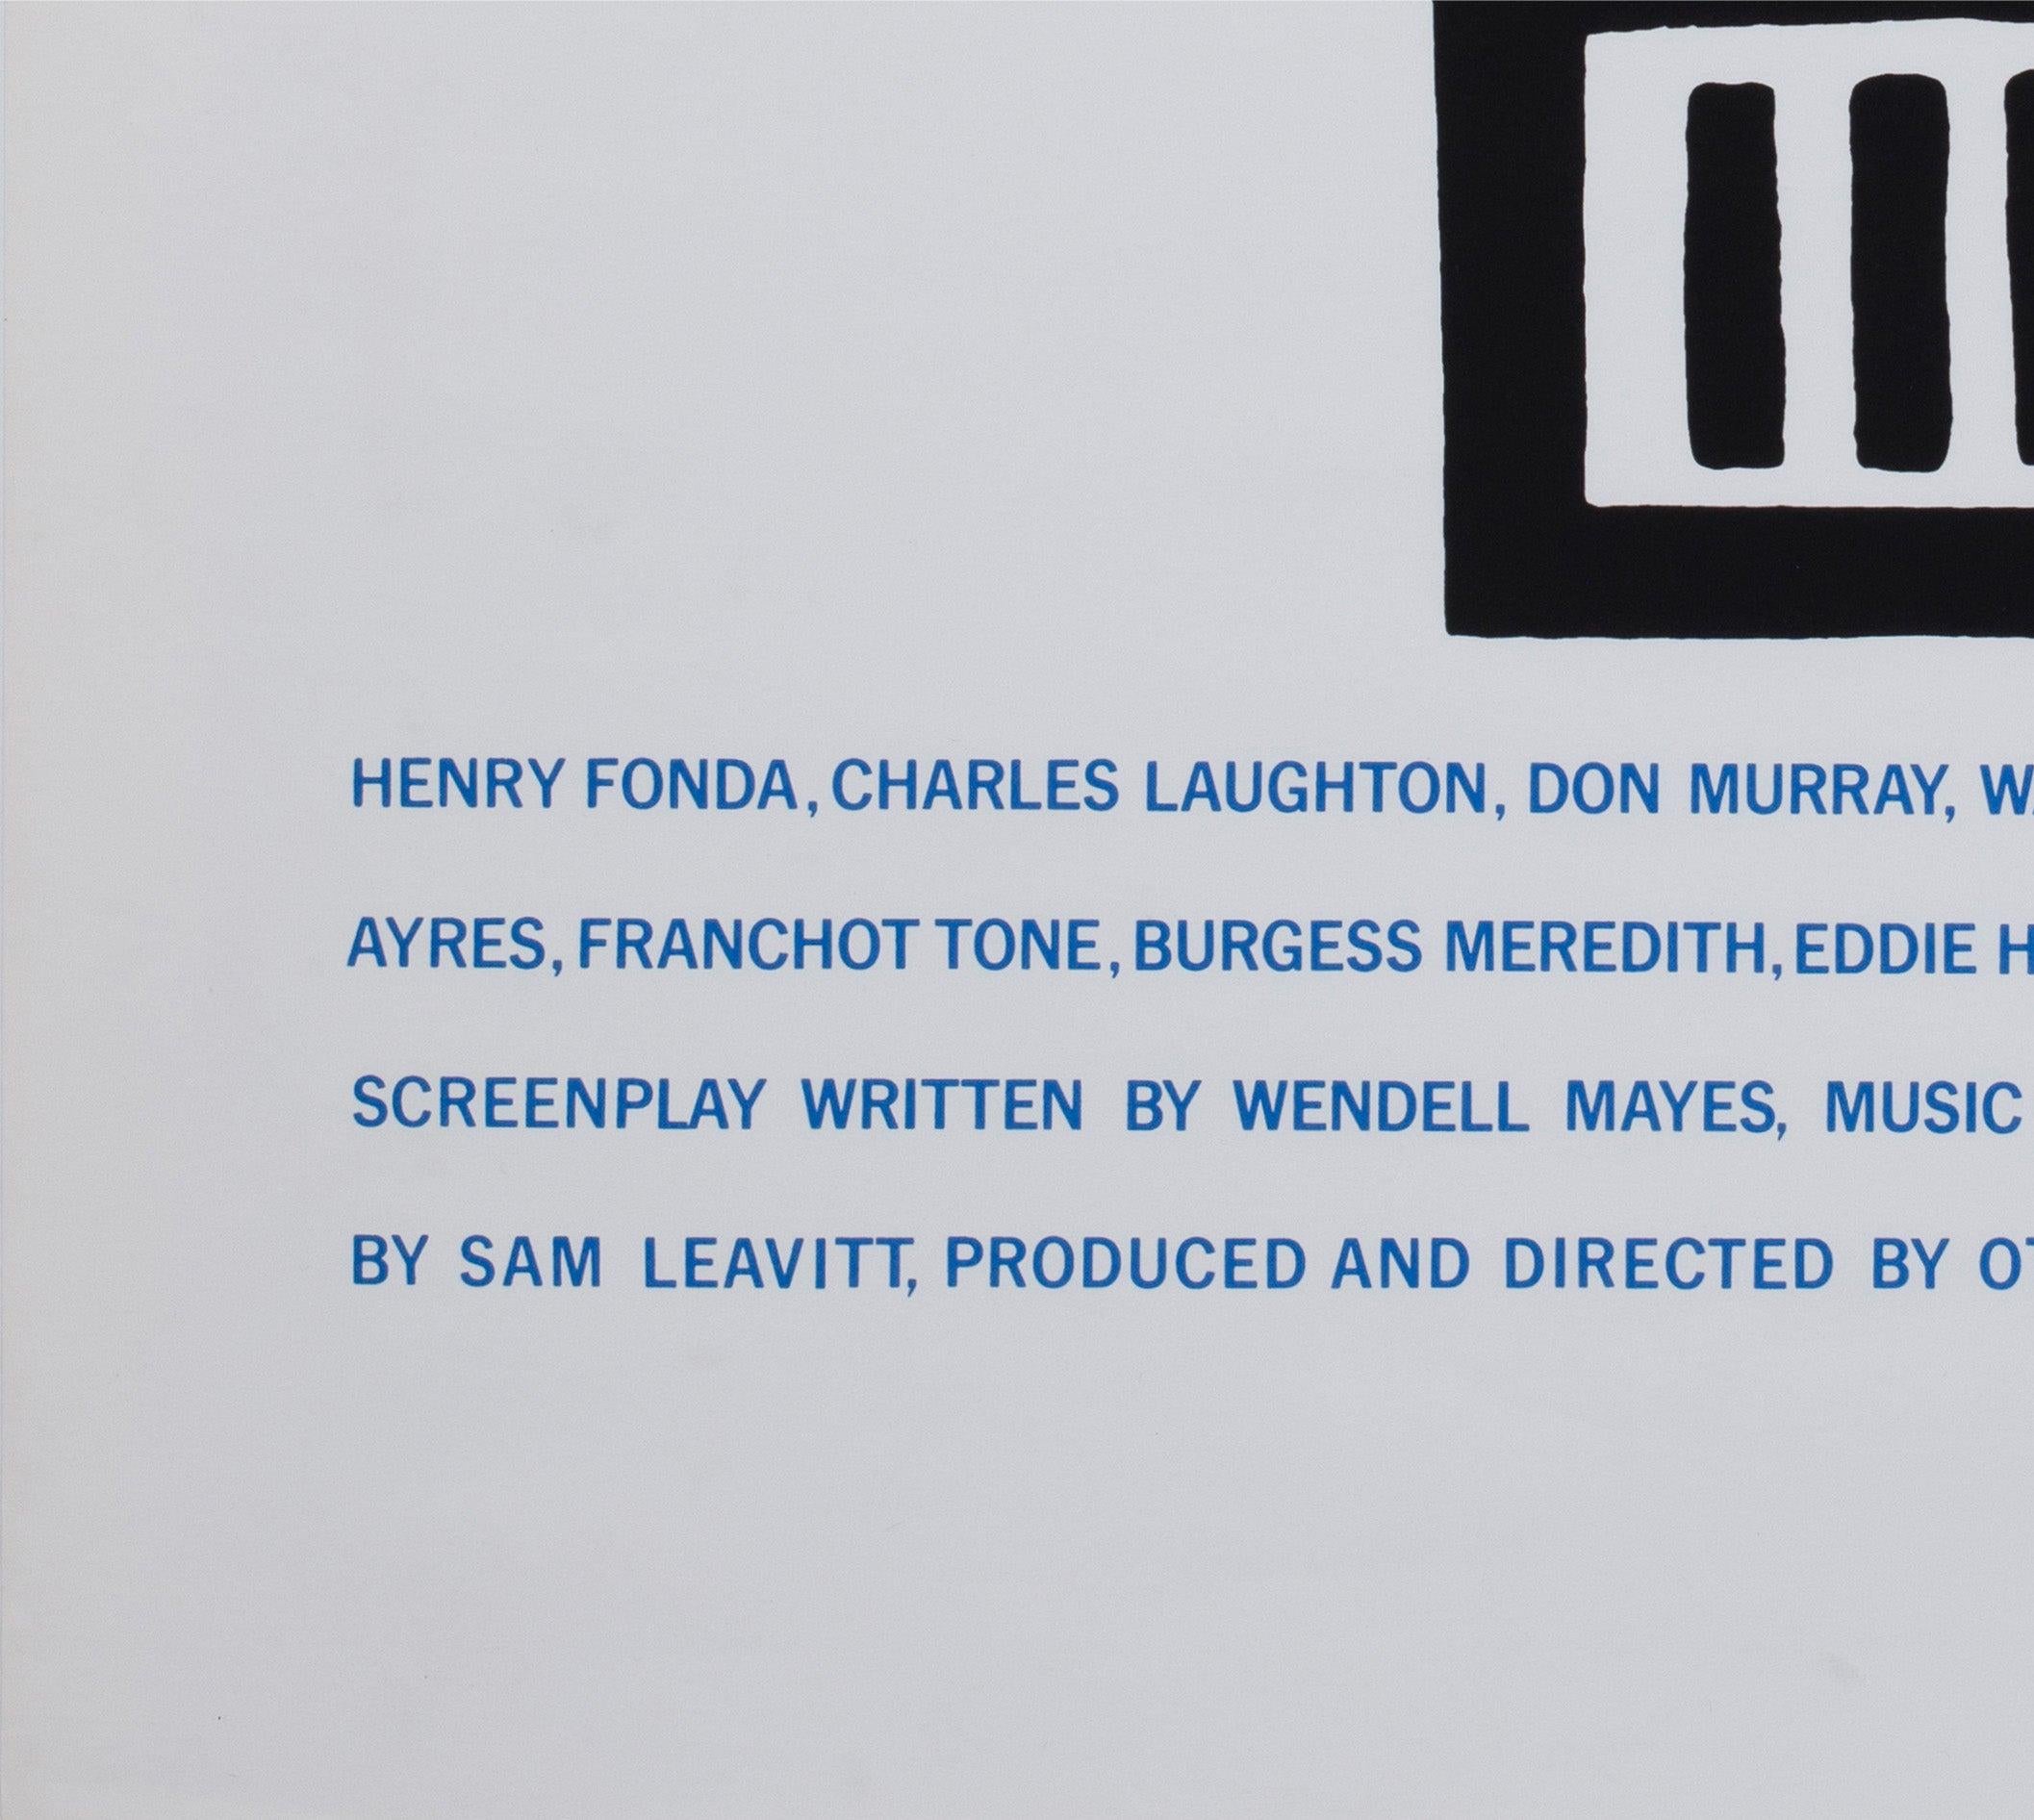 HENRY FONDA, CHARLES LAUGHTON, DON MURRAY,
AYRES, FRANCHOT TONE, BURGESS MEREDITH, EDDIE
SCREENPLAY WRITTEN BY WENDELL MAYES, MUSIC
BY SAM LEAVITT, PRODUCED AND DIRECTED BY